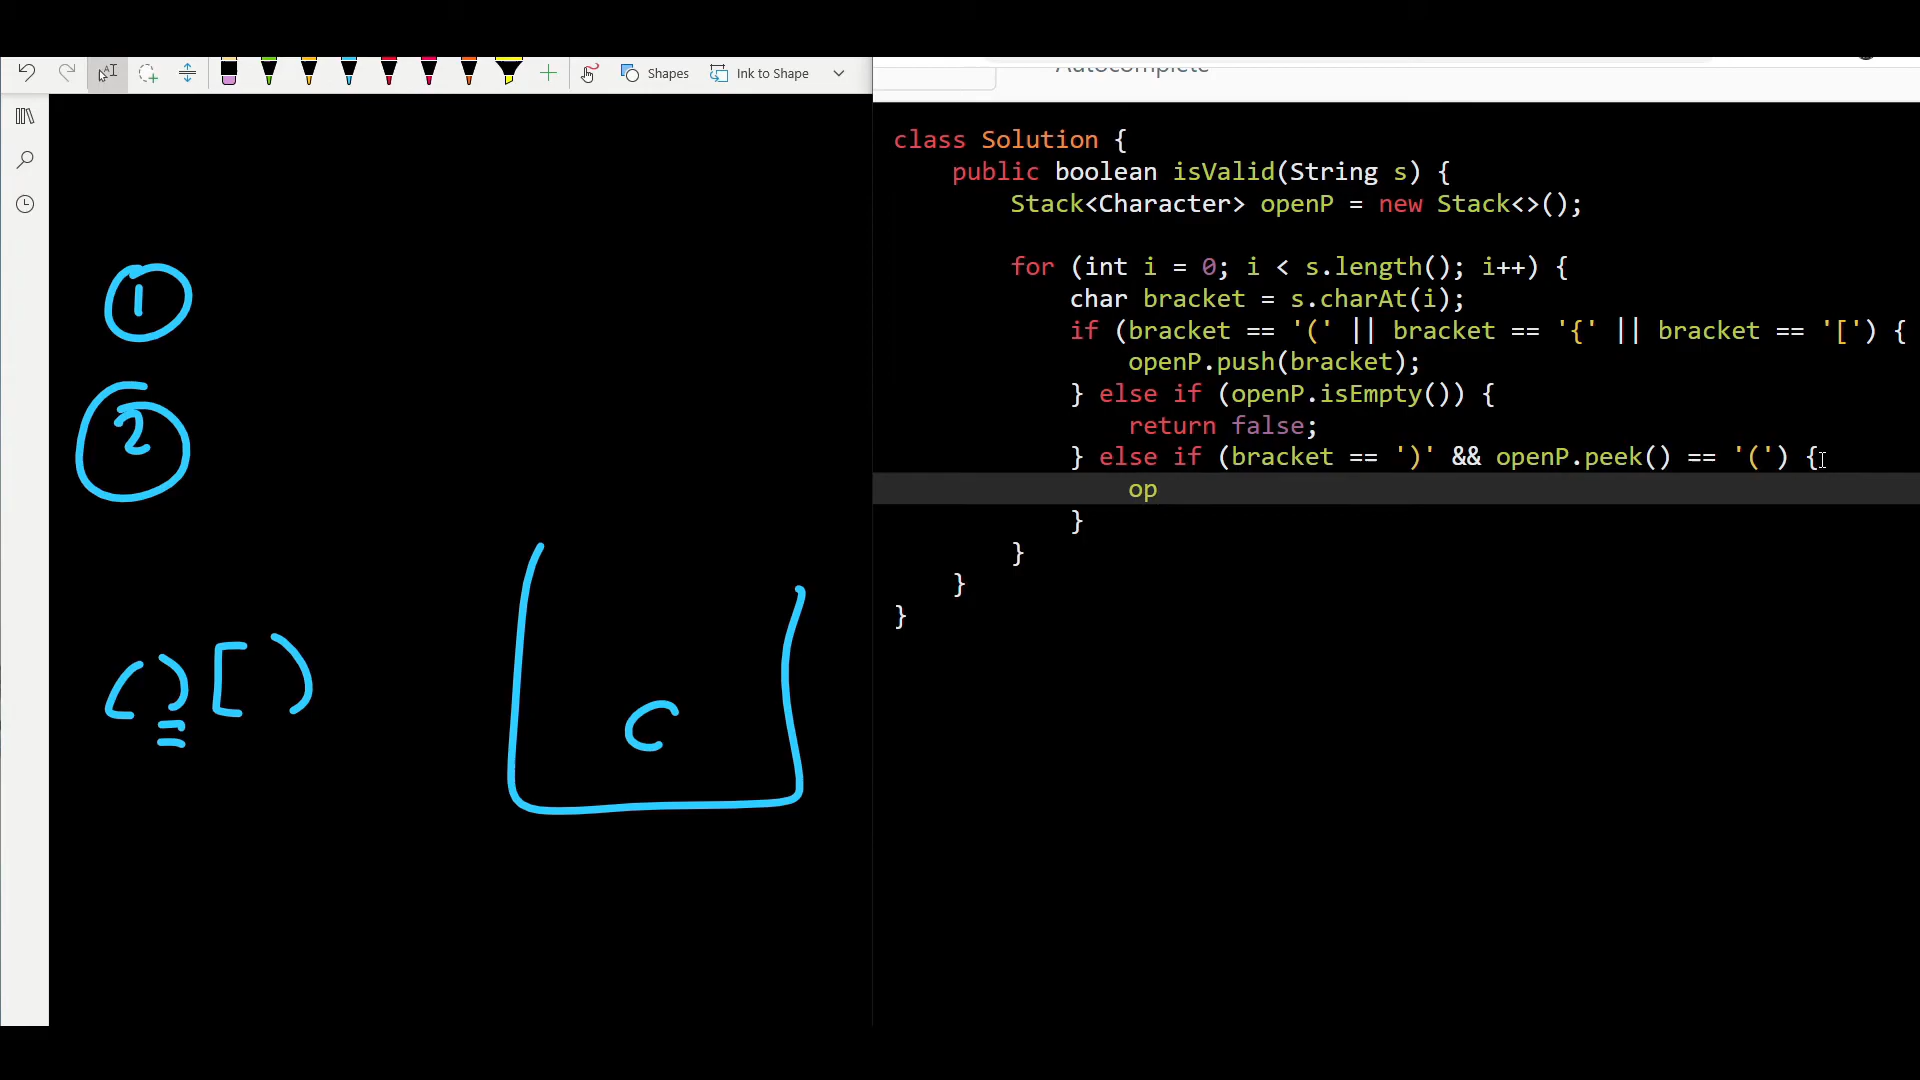 Shapes
Ink to Shape
Autocomplete
1
2
( ) [ )
C
class Solution {
public boolean isValid(String s) {
Stack<Character> openP = new Stack<>();
for (int i = 0; i < s.length(); i++) {
char bracket = s.charAt(i);
if (bracket == '(' || bracket == '{' || bracket == '[') {
openP.push(bracket);
} else if (openP.isEmpty()) {
return false;
} else if (bracket == ')' && openP.peek() == '(') {
op
}
}
}
}